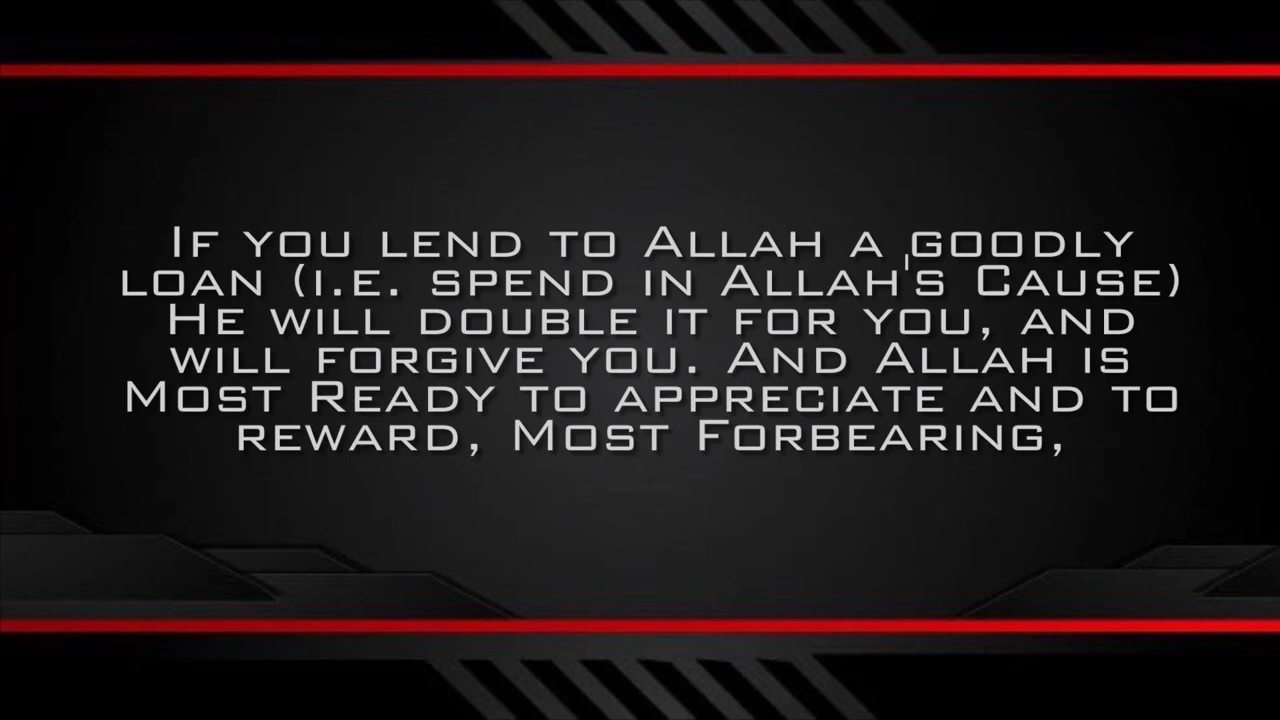 If you lend to Allah a goodly
loan (i.e. spend in Allah's Cause)
He will double it for you, and
will forgive you. And Allah is
Most Ready to appreciate and to
reward, Most Forbearing,